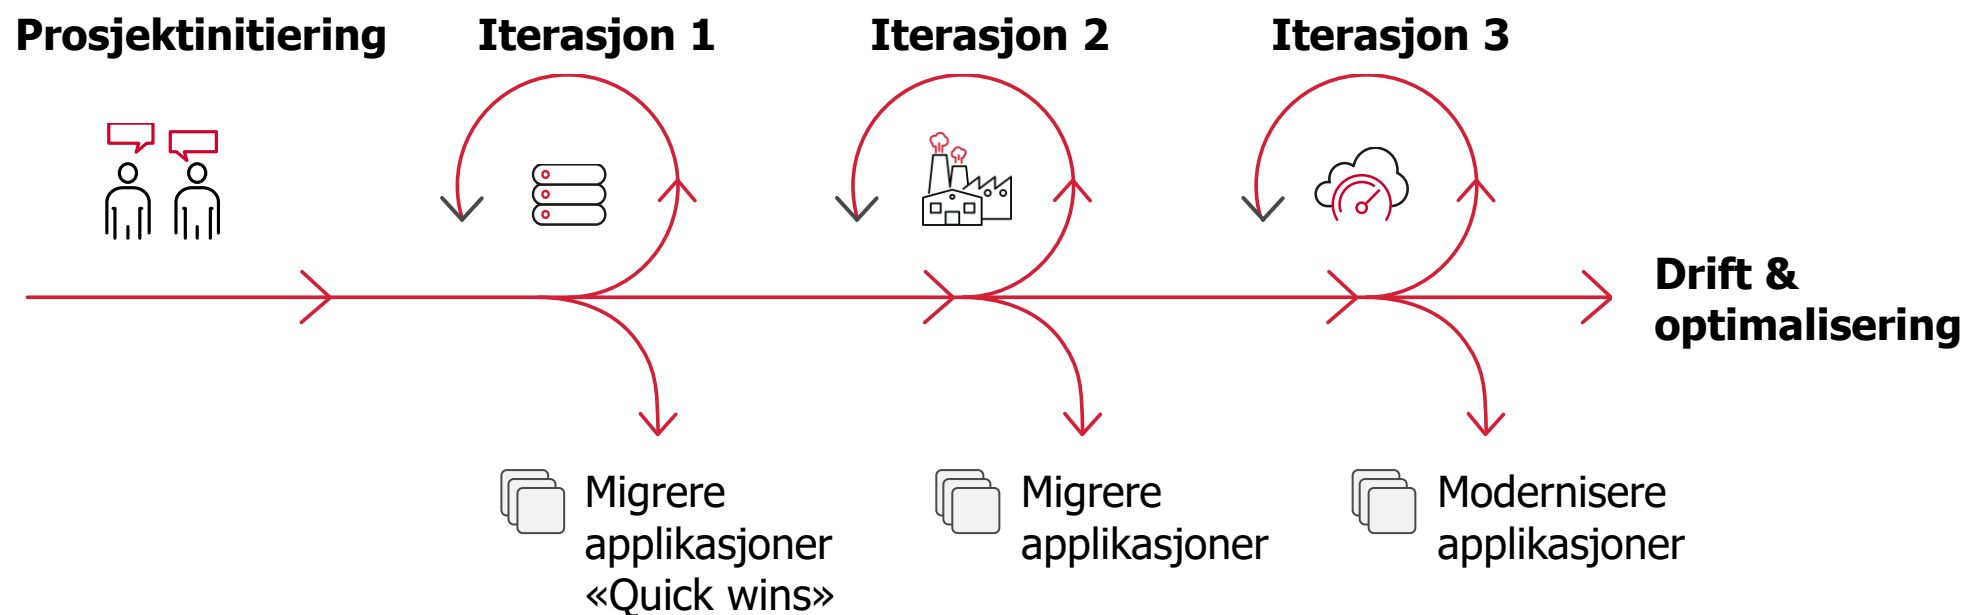 Prosjektinitiering
Iterasjon 1
Iterasjon 2
Iterasjon 3
Drift &
optimalisering
Migrere
applikasjoner
«Quick wins»
Migrere
applikasjoner
Modernisere
applikasjoner